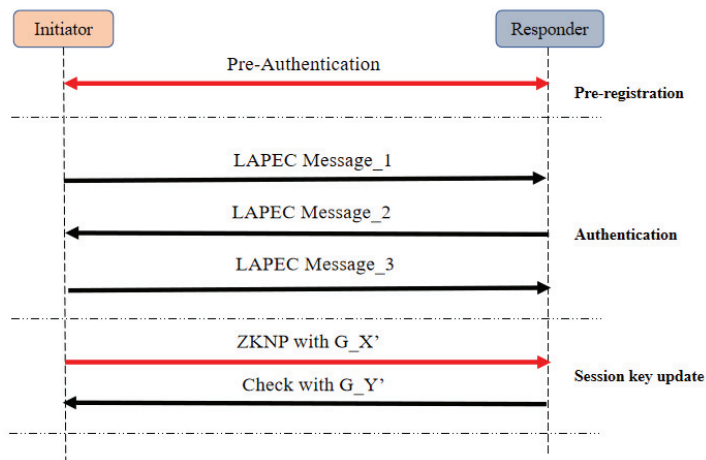 Initiator
Responder
Pre-Authentication
Pre-registration
LAPEC Message_1
LAPEC Message_2
Authentication
LAPEC Message_3
ZKNP with G_X’
Session key update
Check with G_Y’